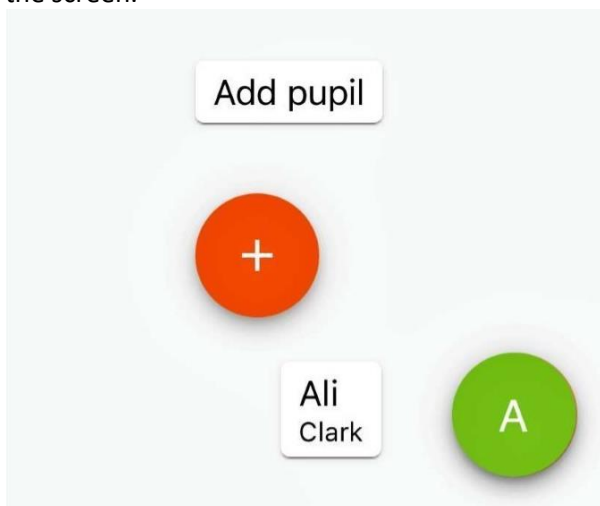 the screen.
Add pupil
+
Ali
Clark
A